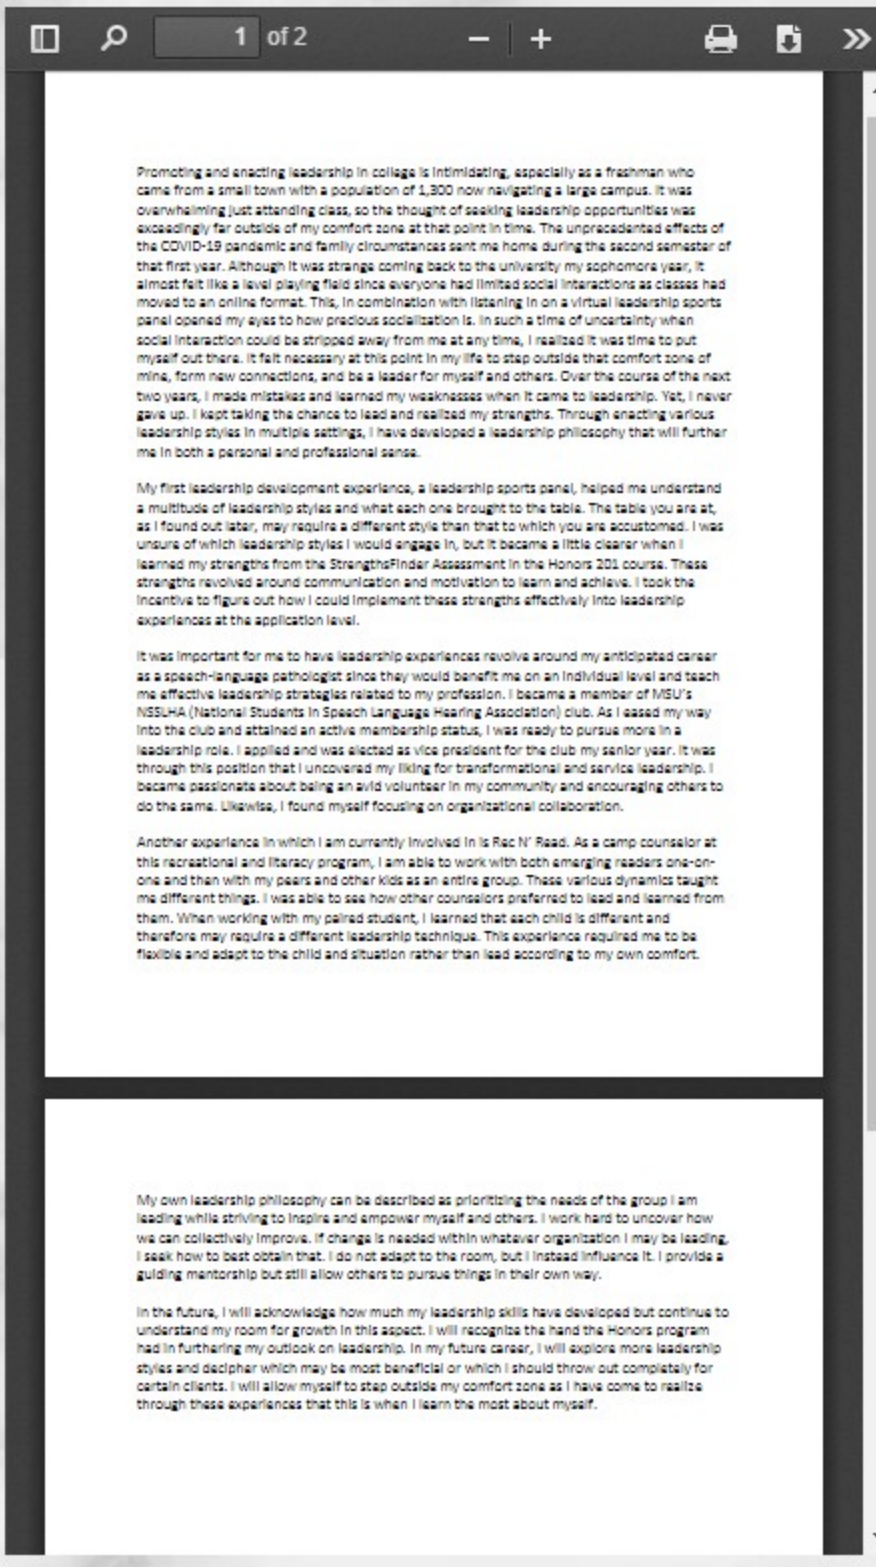 1 of 2
Promoting and enacting leadership in college is intimidating, especially as a freshman who
came from a small town with a population of 1,300 now navigating a large campus. It was
overwhelming just attending class, so the thought of seeking leadership opportunities was
exceedingly far outside of my comfort zone at that point in time. The unprecedented effects of
the COVID-19 pandemic and family circumstances sent me home during the second semester of
that first year. Although it was strange coming back to the university my sophomore year, it
almost felt like a level playing field since everyone had limited social interactions as classes had
moved to an online format. This, in combination with listening in on a virtual leadership sports
panel opened my eyes to how precious socialization is. In such a time of uncertainty when
social interaction could be stripped away from me at any time, I realized it was time to put
myself out there. It felt necessary at this point in my life to step outside that comfort zone of
mine, form new connections, and be a leader for myself and others. Over the course of the next
two years, I made mistakes and learned my weaknesses when it came to leadership. Yet, I never
gave up. I kept taking the chance to lead and realized my strengths. Through enacting various
leadership styles in multiple settings, I have developed a leadership philosophy that will further
me in both a personal and professional sense.
My first leadership development experience, a leadership sports panel, helped me understand
a multitude of leadership styles and what each one brought to the table. The table you are at,
as I found out later, may require a different style than that to which you are accustomed. I was
unsure of which leadership styles I would engage in, but it became a little clearer when I
learned my strengths from the StrengthsFinder Assessment in the Honors 201 course. These
strengths revolved around communication and motivation to learn and achieve. I took the
incentive to figure out how I could implement these strengths effectively into leadership
experiences at the application level.
It was important for me to have leadership experiences revolve around my anticipated career
as a speech-language pathologist since they would benefit me on an individual level and teach
me effective leadership strategies related to my profession. I became a member of MSU's
NSSLHA (National Students in Speech Language Hearing Association) club. As I eased my way
into the club and attained an active membership status, I was ready to pursue more in a
leadership role. I applied and was elected as vice president for the club my senior year. It was
through this position that I uncovered my liking for transformational and service leadership. I
became passionate about being an avid volunteer in my community and encouraging others to
do the same. Likewise, I found myself focusing on organizational collaboration.
Another experience in which I am currently involved in is Rec N' Read. As a camp counselor at
this recreational and literacy program, I am able to work with both emerging readers one-on-
one and then with my peers and other kids as an entire group. These various dynamics taught
me different things. I was able to see how other counselors preferred to lead and learned from
them. When working with my paired student, I learned that each child is different and
therefore may require a different leadership technique. This experience required me to be
flexible and adapt to the child and situation rather than lead according to my own comfort.
My own leadership philosophy can be described as prioritizing the needs of the group I am
leading while striving to inspire and empower myself and others. I work hard to uncover how
we can collectively improve. If change is needed within whatever organization I may be leading,
I seek how to best obtain that. I do not adapt to the room, but I instead influence it. I provide a
guiding mentorship but still allow others to pursue things in their own way.
In the future, I will acknowledge how much my leadership skills have developed but continue to
understand my room for growth in this aspect. I will recognize the hand the Honors program
had in furthering my outlook on leadership. In my future career, I will explore more leadership
styles and decipher which may be most beneficial or which I should throw out completely for
certain clients. I will allow myself to step outside my comfort zone as I have come to realize
through these experiences that this is when I learn the most about myself.